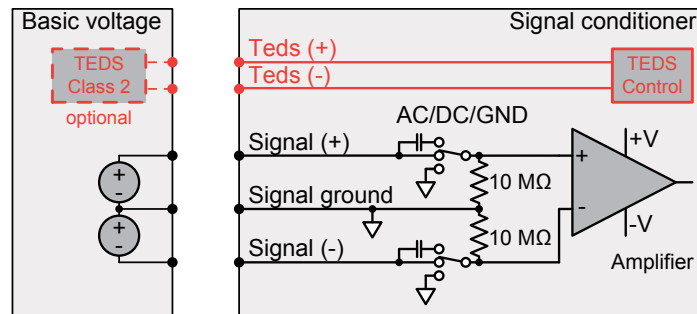 Basic voltage
Signal conditioner
TEDS
Class 2
optional
Teds (+)
Teds (-)
TEDS
Control
AC/DC/GND
Signal (+)
Signal ground
Signal (-)
10 MΩ
10 MΩ
+
-
+
-
+
-
+V
-V
Amplifier